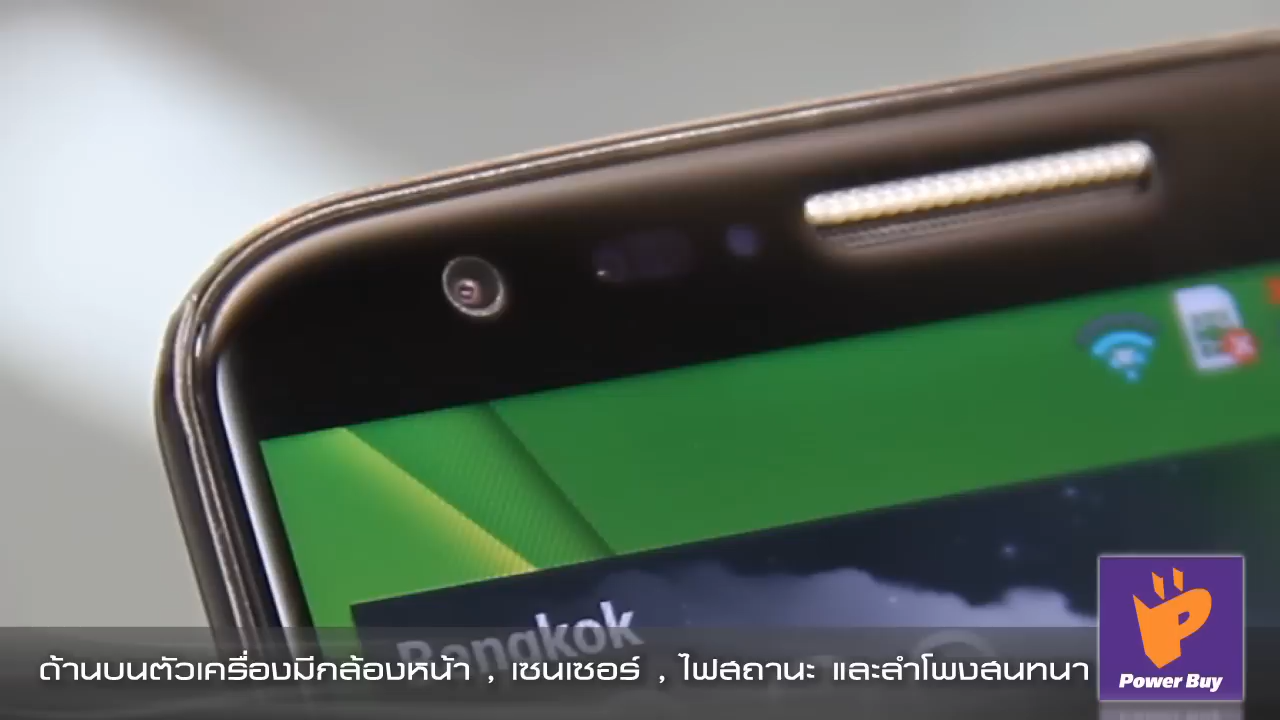 Bangkok
ด้านบนตัวเครื่องมีกล้องหน้า , เซนเซอร์ , ไฟสถานะ และลำโพงสนทนา
Power Buy